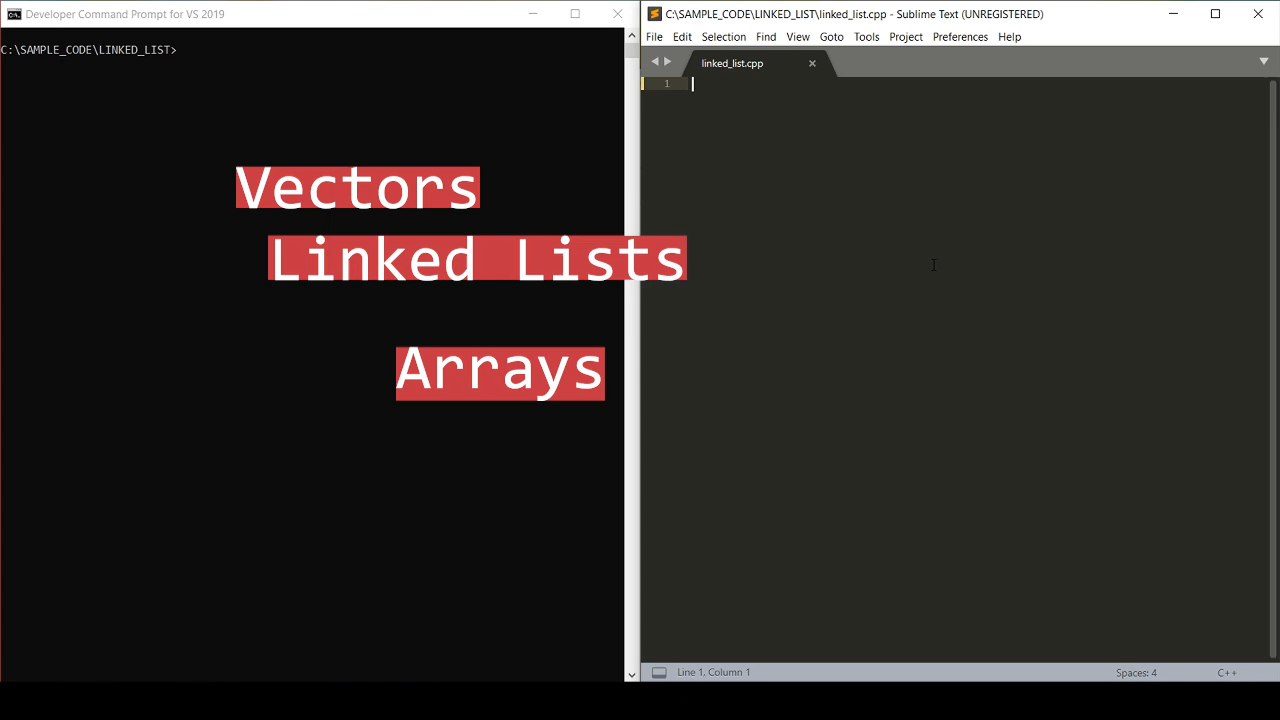 Developer Command Prompt for VS 2019
C:\SAMPLE_CODE\LINKED_LIST>
Vectors
Linked Lists
Arrays
C:\SAMPLE_CODE\LINKED_LIST\linked_list.cpp - Sublime Text (UNREGISTERED)
File Edit Selection Find View Goto Tools Project Preferences Help
linked_list.cpp
1
Line 1, Column 1 Spaces: 4 C++